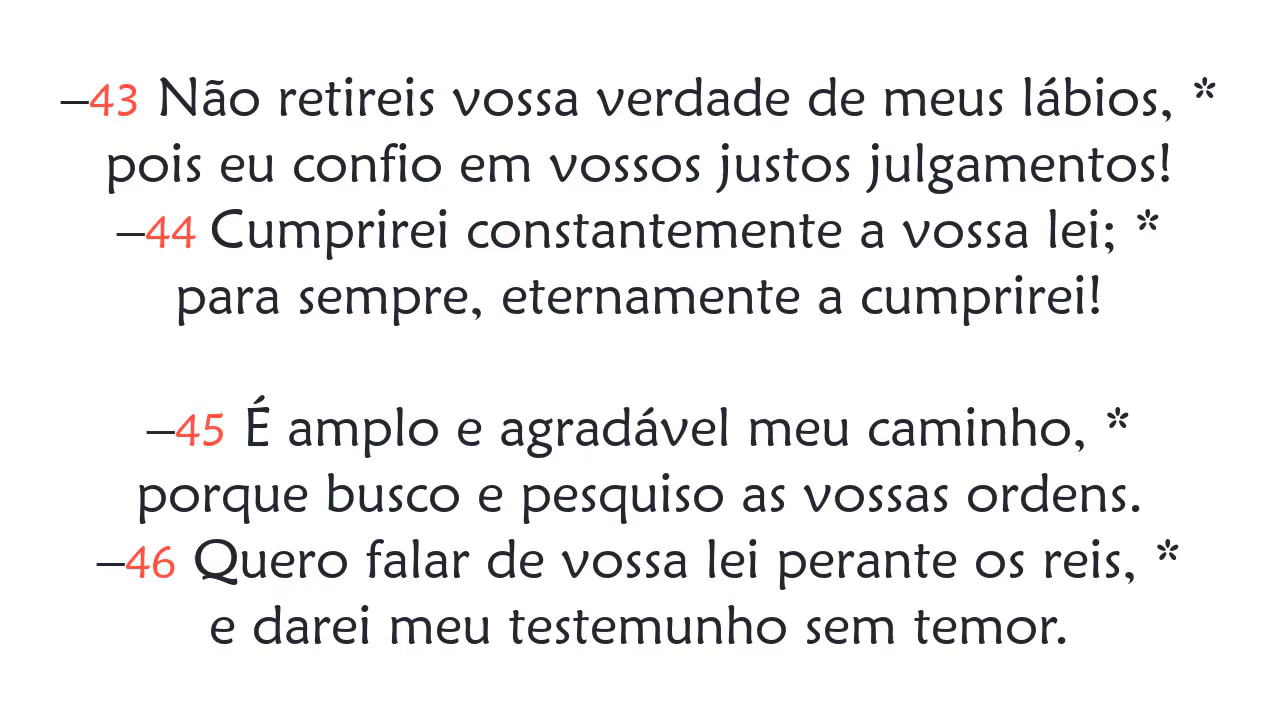 –43 Não retireis vossa verdade de meus lábios, *
pois eu confio em vossos justos julgamentos!
–44 Cumprirei constantemente a vossa lei; *
para sempre, eternamente a cumprirei!
–45 É amplo e agradável meu caminho, *
porque busco e pesquiso as vossas ordens.
–46 Quero falar de vossa lei perante os reis, *
e darei meu testemunho sem temor.